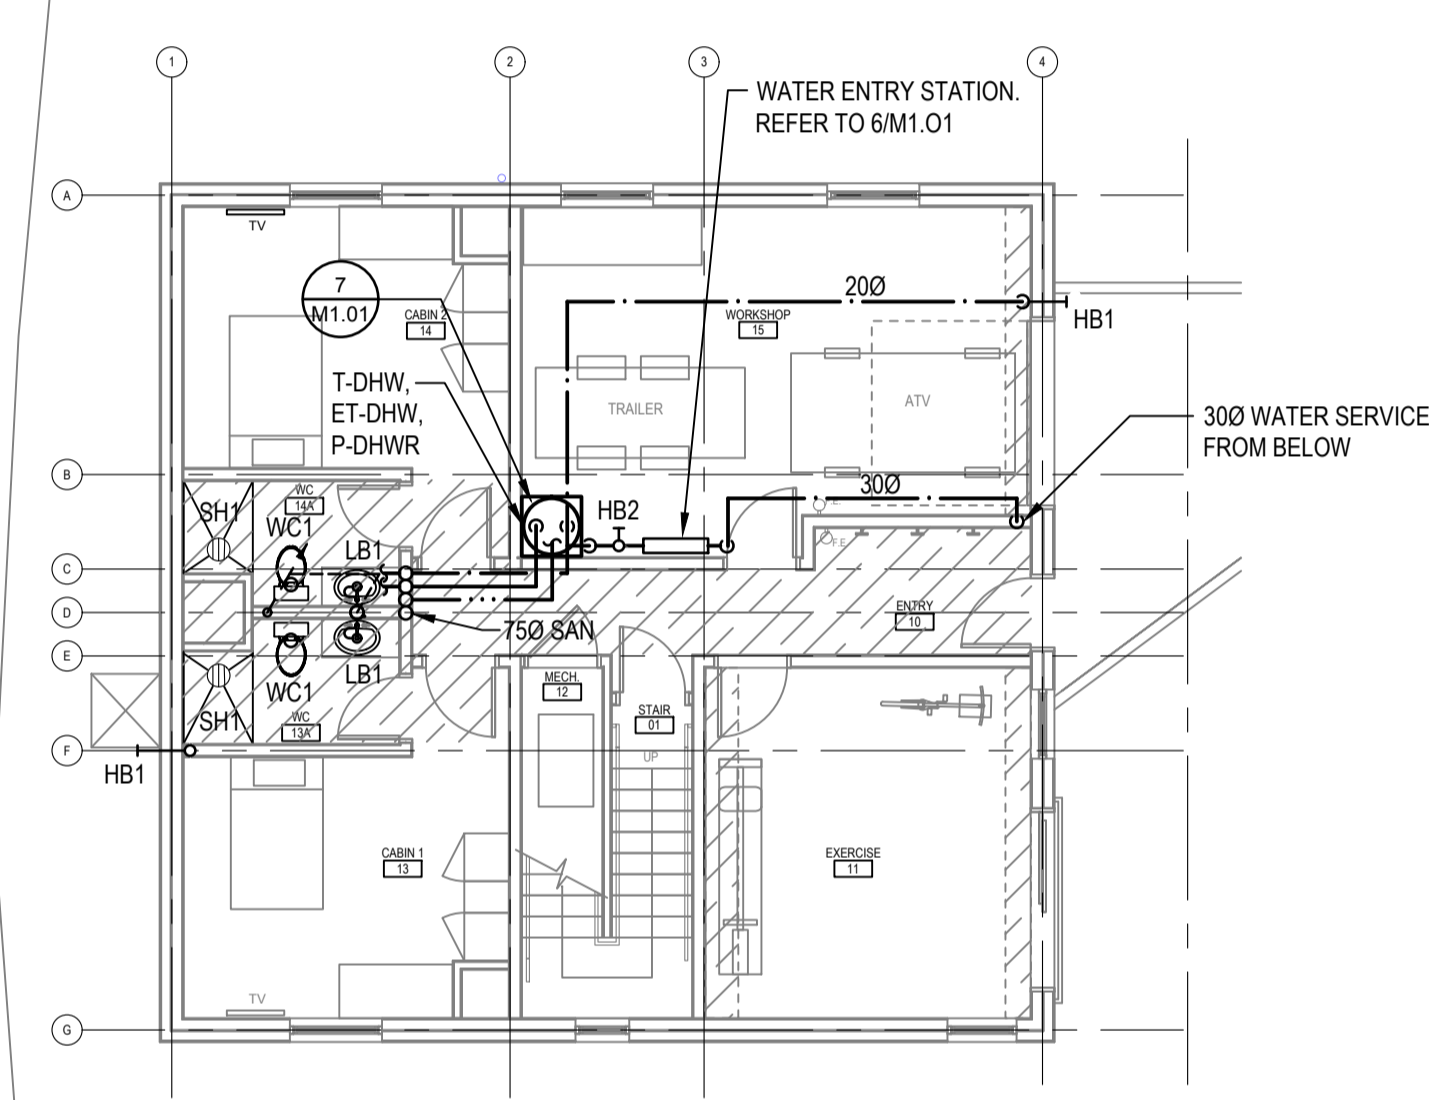 1
2
3
4
WATER ENTRY STATION.
REFER TO 6/M1.O1
A
TV
7
M1.01
CABIN 2
14
20Ø
WORKSHOP
15
HB1
T-DHW,
ET-DHW,
P-DHWR
TRAILER
ATV
30Ø WATER SERVICE
FROM BELOW
B
30Ø
WC
14A
SH1
WC1
LB1
HB2
F.E.
C
D
ENTRY
10
75Ø SAN
E
LB1
WC1
SH1
WC
13A
MECH.
12
STAIR
01
UP
F
HB1
CABIN 1
13
EXERCISE
11
TV
G